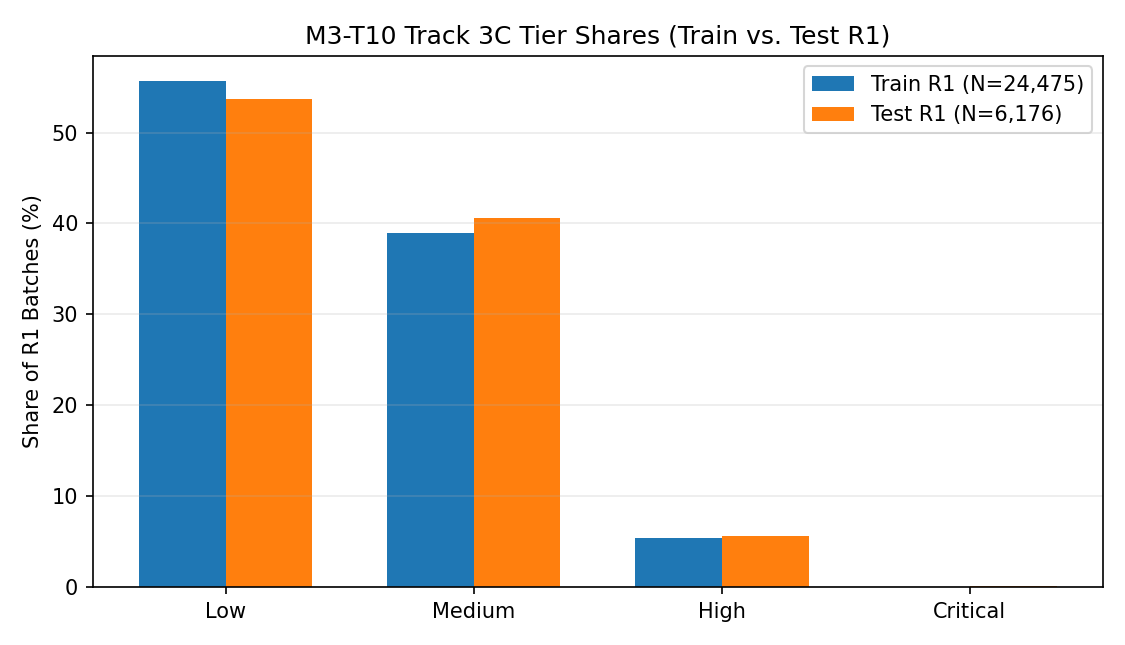 M3-T10 Track 3C Tier Shares (Train vs. Test R1)
Train R1 (N=24,475)
Test R1 (N=6,176)
Share of R1 Batches (%)
50
40
30
20
10
0
Low Medium High Critical